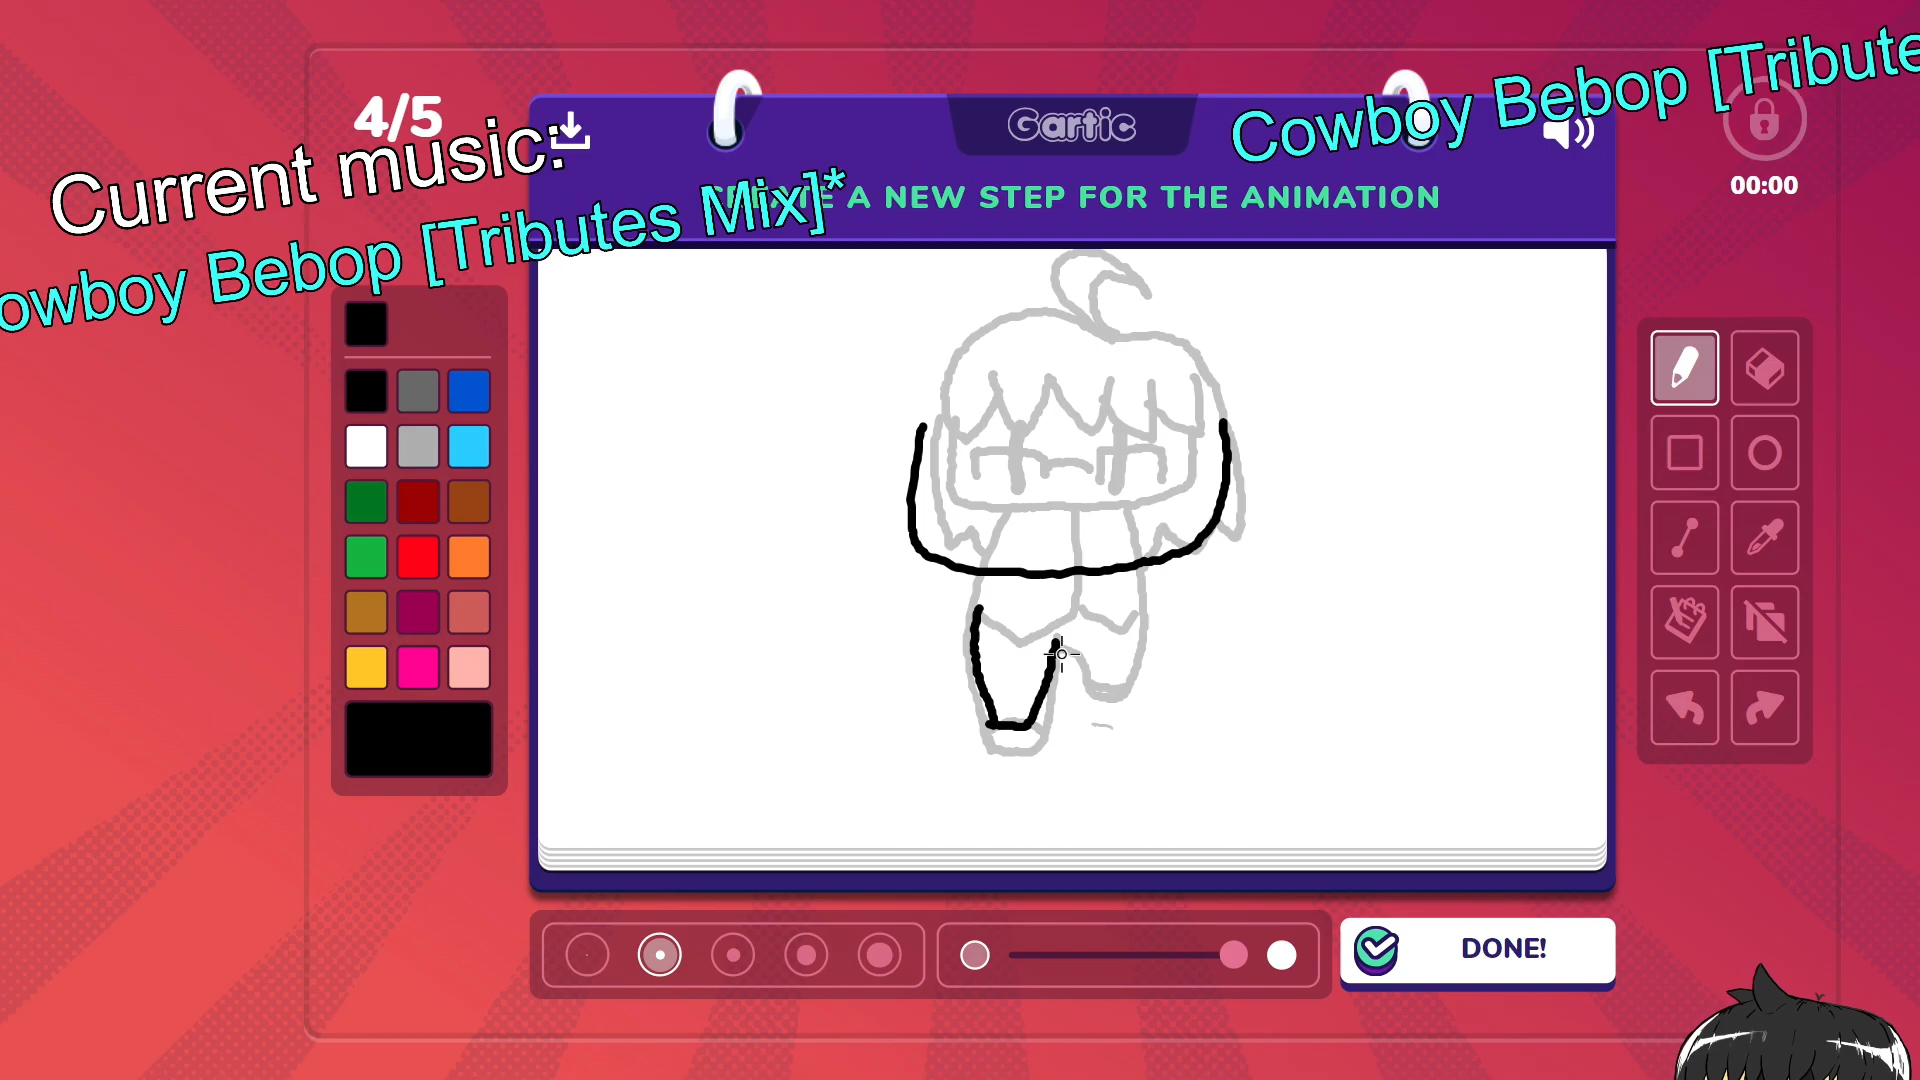 4/5
Gartic
Cowboy Bebop [Tribute
Current music:
00:00
owboy Bebop [Tributes Mix]*
A NEW STEP FOR THE ANIMATION
DONE!